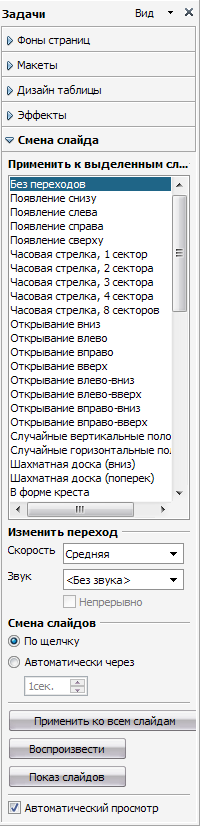 Задачи Вид
Фоны страниц
Макеты
Дизайн таблицы
Эффекты
Смена слайда
Применить к выделенным сл...
Без переходов
Появление снизу
Появление слева
Появление справа
Появление сверху
Часовая стрелка, 1 сектор
Часовая стрелка, 2 сектора
Часовая стрелка, 3 сектора
Часовая стрелка, 4 сектора
Часовая стрелка, 8 секторов
Открывание вниз
Открывание влево
Открывание вправо
Открывание вверх
Открывание влево-вниз
Открывание влево-вверх
Открывание вправо-вниз
Открывание вправо-вверх
Случайные вертикальные поло
Случайные горизонтальные пол
Шахматная доска (вниз)
Шахматная доска (поперек)
В форме креста
Изменить переход
Скорость Средняя
Звук <Без звука>
Непрерывно
Смена слайдов
По щелчку
Автоматически через
1сек.
Применить ко всем слайдам
Воспроизвести
Показ слайдов
Автоматический просмотр